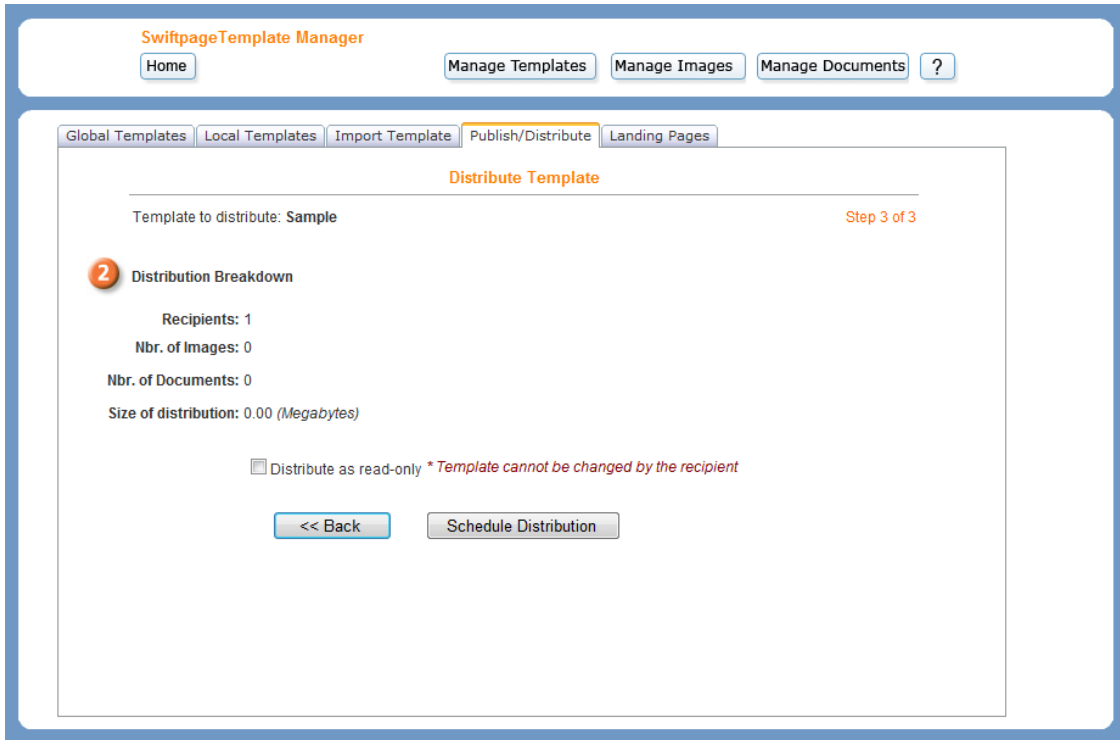 SwiftpageTemplate Manager
Home
Manage Templates
Manage Images
Manage Documents
?
Global Templates
Local Templates
Import Template
Publish/Distribute
Landing Pages
Distribute Template
Template to distribute: Sample
Step 3 of 3
2
Distribution Breakdown
Recipients: 1
Nbr. of Images: 0
Nbr. of Documents: 0
Size of distribution: 0.00 (Megabytes)
Distribute as read-only * Template cannot be changed by the recipient
<< Back
Schedule Distribution